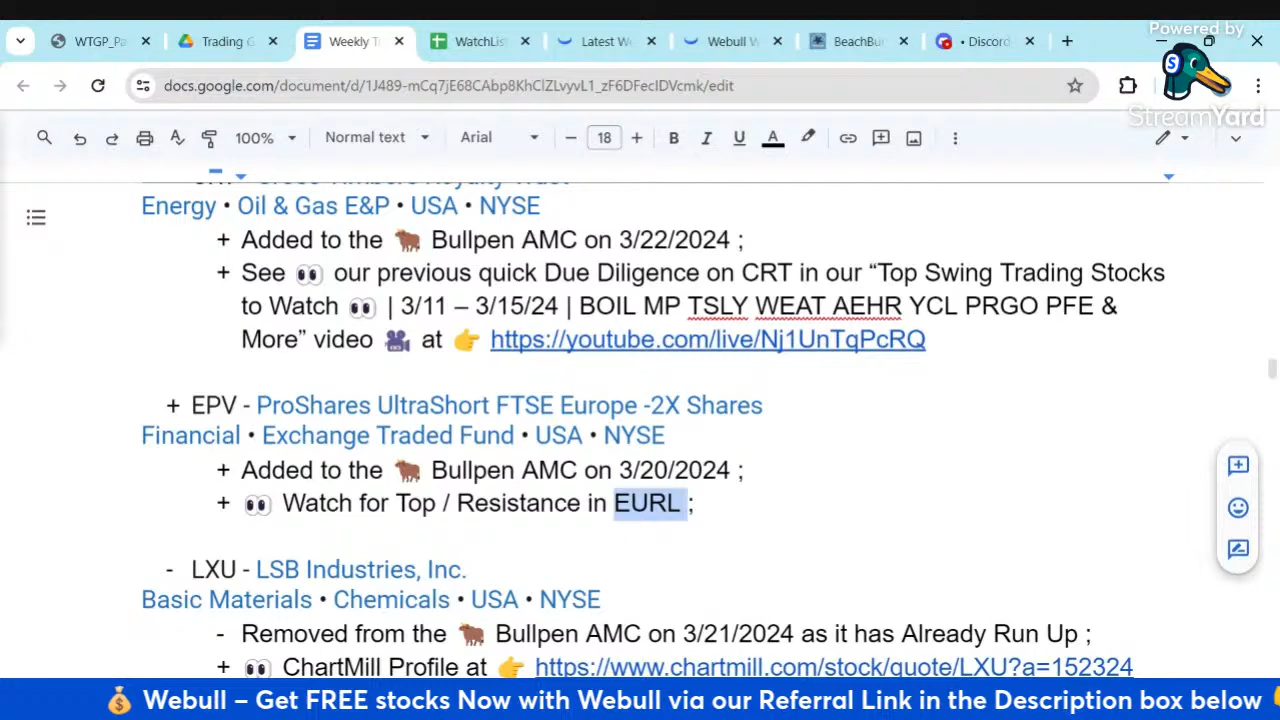 Powered by
WTGP_Pa
Trading G
Weekly T
WatchLis
Latest We
Webull W
BeachBu
• Discord
docs.google.com/document/d/1J489-mCq7jE68CAbp8KhClZLvyvL1_zF6DFecIDVcmk/edit
StreamYard
100%
Normal text
Arial
18
B I U A
Energy • Oil & Gas E&P • USA • NYSE
+ Added to the 🐂 Bullpen AMC on 3/22/2024 ;
+ See 👀 our previous quick Due Diligence on CRT in our “Top Swing Trading Stocks
to Watch 👀 | 3/11 – 3/15/24 | BOIL MP TSLY WEAT AEHR YCL PRGO PFE &
More” video 🎥 at 👉 https://youtube.com/live/Nj1UnTqPcRQ
+ EPV - ProShares UltraShort FTSE Europe -2X Shares
Financial • Exchange Traded Fund • USA • NYSE
+ Added to the 🐂 Bullpen AMC on 3/20/2024 ;
+ 👀 Watch for Top / Resistance in EURL ;
- LXU - LSB Industries, Inc.
Basic Materials • Chemicals • USA • NYSE
- Removed from the 🐂 Bullpen AMC on 3/21/2024 as it has Already Run Up ;
+ 👀 ChartMill Profile at 👉 https://www.chartmill.com/stock/quote/LXU?a=152324
💰 Webull – Get FREE stocks Now with Webull via our Referral Link in the Description box below